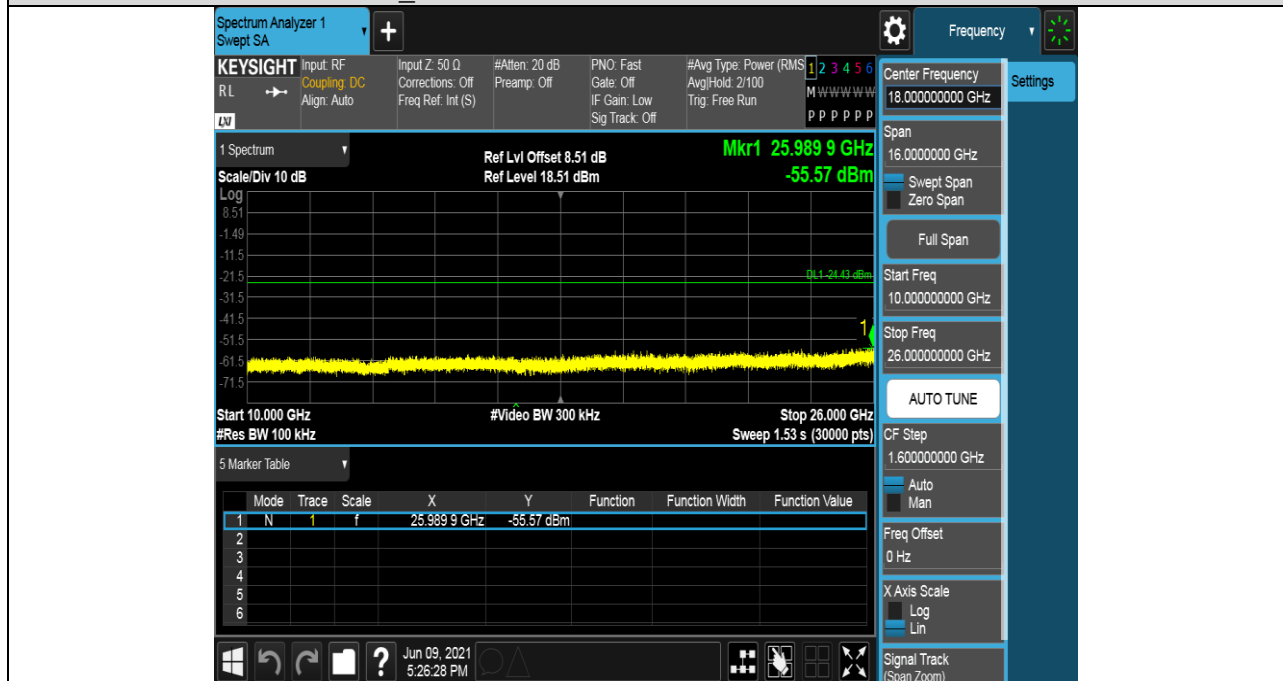 Spectrum Analyzer 1
Swept SA
+
Frequency
KEYSIGHT
RL
LXI
Input: RF
Coupling: DC
Align: Auto
Input Z: 50 Ω
Corrections: Off
Freq Ref: Int (S)
#Atten: 20 dB
Preamp: Off
PNO: Fast
Gate: Off
IF Gain: Low
Sig Track: Off
#Avg Type: Power (RMS
Avg|Hold: 2/100
Trig: Free Run
1 2 3 4 5 6
M W W W W W
P P P P P P
1 Spectrum
Scale/Div 10 dB
Ref Lvl Offset 8.51 dB
Ref Level 18.51 dBm
Mkr1 25.989 9 GHz
-55.57 dBm
Log
8.51
-1.49
-11.5
-21.5
-31.5
-41.5
-51.5
-61.5
-71.5
DL1 -24.43 dBm
1
Start 10.000 GHz
#Video BW 300 kHz
Stop 26.000 GHz
#Res BW 100 kHz
Sweep 1.53 s (30000 pts)
5 Marker Table
Mode Trace Scale X Y Function Function Width Function Value
1 N 1 f 25.989 9 GHz -55.57 dBm
2
3
4
5
6
?
Jun 09, 2021
5:26:28 PM
Center Frequency
18.000000000 GHz
Settings
Span
16.0000000 GHz
Swept Span
Zero Span
Full Span
Start Freq
10.000000000 GHz
Stop Freq
26.000000000 GHz
AUTO TUNE
CF Step
1.600000000 GHz
Auto
Man
Freq Offset
0 Hz
X Axis Scale
Log
Lin
Signal Track
(Span Zoom)